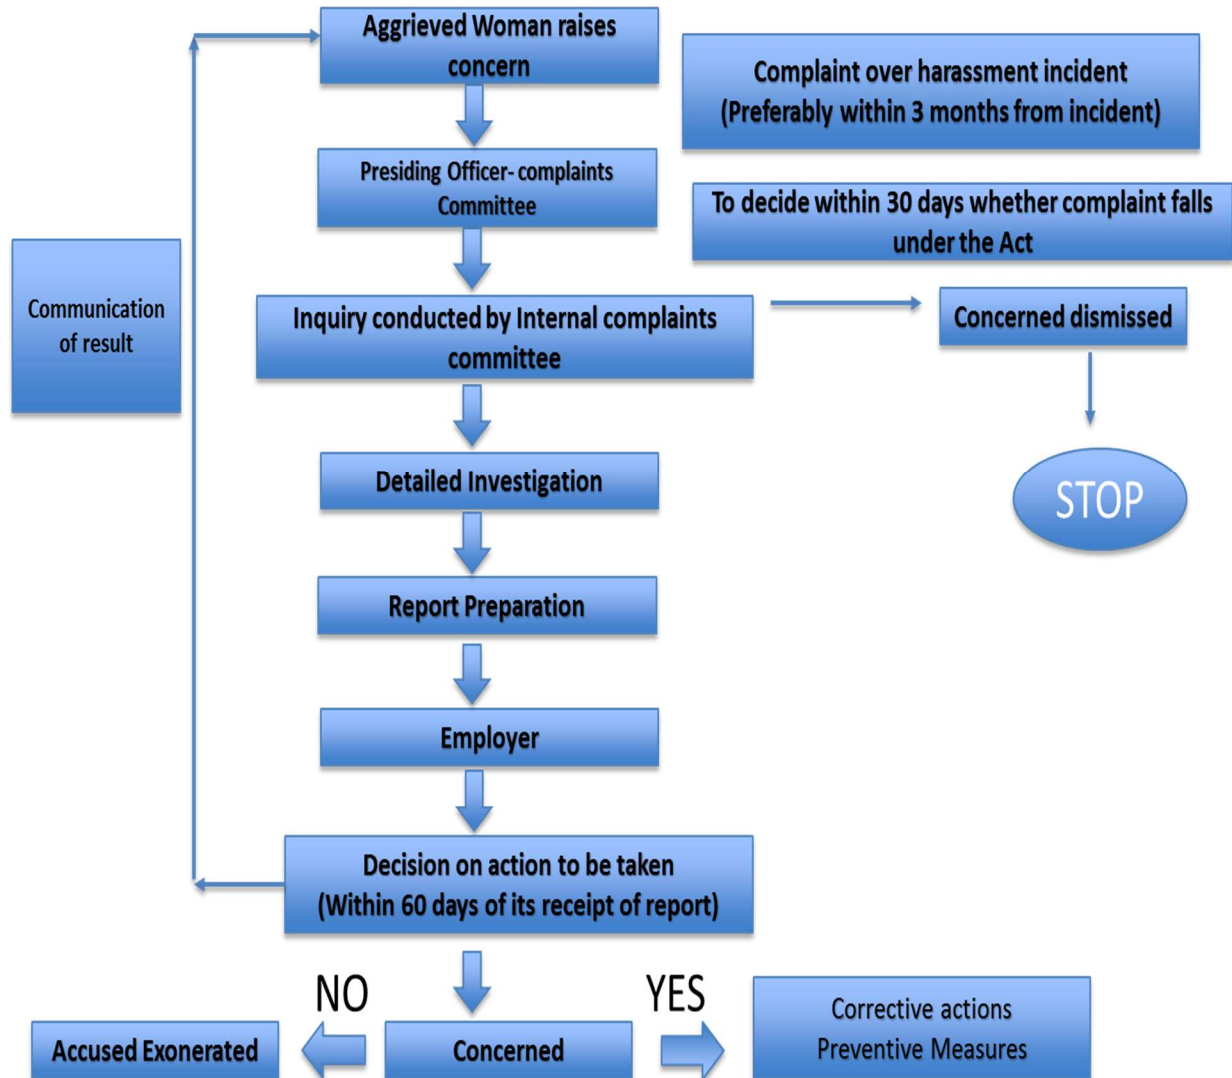 Aggrieved Woman raises
concern
Complaint over harassment incident
(Preferably within 3 months from incident)
Presiding Officer- complaints
Committee
To decide within 30 days whether complaint falls
under the Act
Communication
of result
Inquiry conducted by Internal complaints
committee
Concerned dismissed
Detailed Investigation
STOP
Report Preparation
Employer
Decision on action to be taken
(Within 60 days of its receipt of report)
NO
YES
Accused Exonerated
Concerned
Corrective actions
Preventive Measures